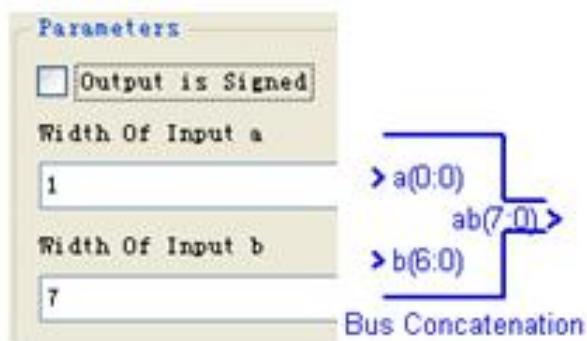 Parameters
Output is Signed
Width Of Input a
1
Width Of Input b
7
a(0:0)
ab(7:0)
b(6:0)
Bus Concatenation